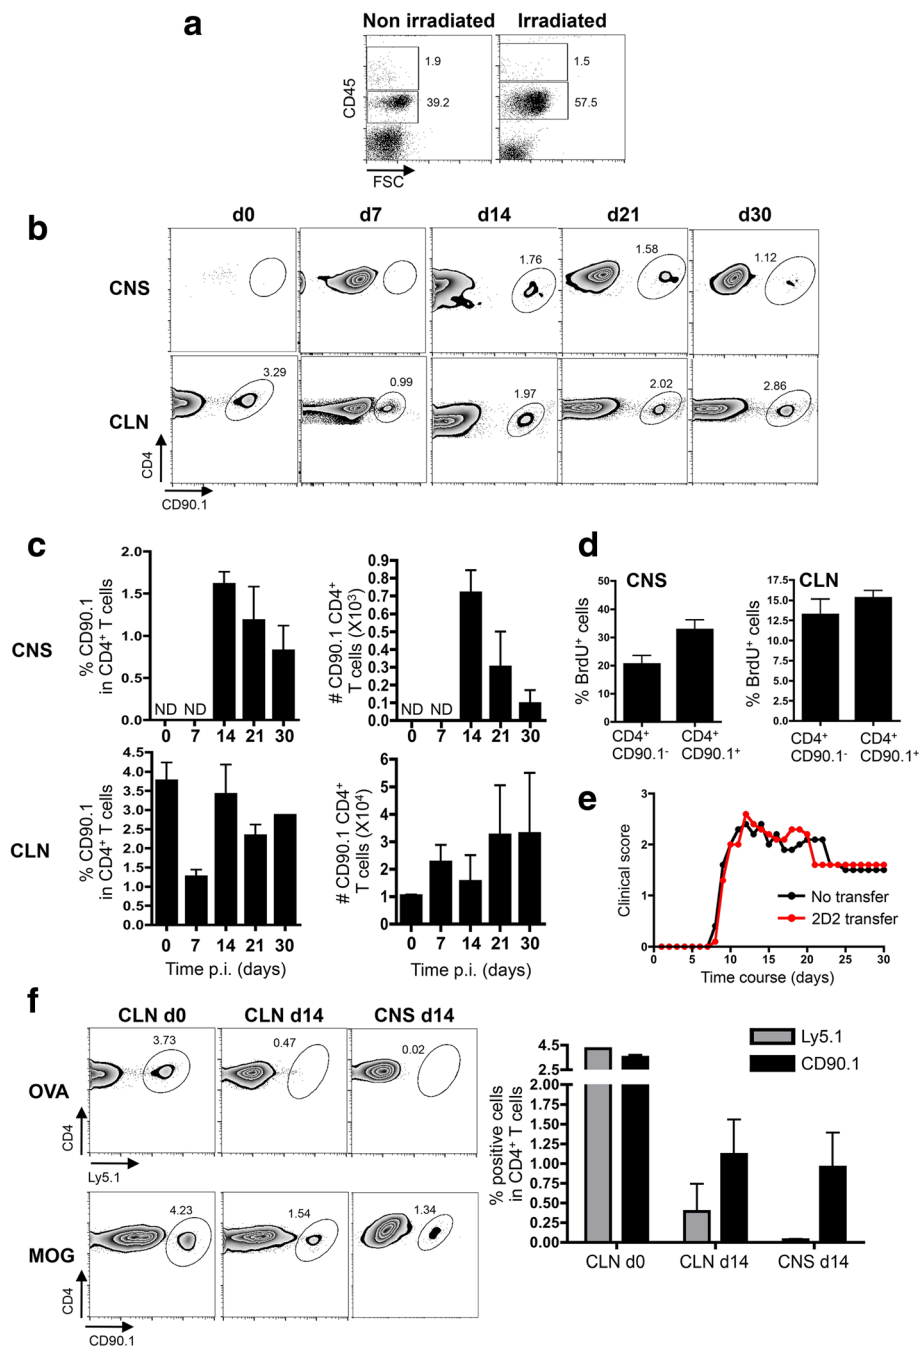 a
Non irradiated
Irradiated
CD45
1.9
39.2
1.5
57.5
FSC
b
d0
d7
d14
d21
d30
CNS
1.76
1.58
1.12
CLN
3.29
0.99
1.97
2.02
2.86
CD4
CD90.1
c
CNS
% CD90.1
in CD4+ T cells
2.0
1.5
1.0
0.5
0.0
ND ND
0 7 14 21 30
# CD90.1 CD4+
T cells (X10³)
0.9
0.8
0.7
0.6
0.5
0.4
0.3
0.2
0.1
0.0
ND ND
0 7 14 21 30
CLN
% CD90.1
in CD4+ T cells
4.5
4.0
3.5
3.0
2.5
2.0
1.5
1.0
0.5
0.0
0 7 14 21 30
Time p.i. (days)
# CD90.1 CD4+
T cells (X10⁴)
6
5
4
3
2
1
0
0 7 14 21 30
Time p.i. (days)
d
CNS
% BrdU+ cells
50
40
30
20
10
0
CD4+
CD90.1-
CD4+
CD90.1+
CLN
% BrdU+ cells
17.5
15.0
12.5
10.0
7.5
5.0
2.5
0.0
CD4+
CD90.1-
CD4+
CD90.1+
e
Clinical score
3
2
1
0
No transfer
2D2 transfer
0 5 10 15 20 25 30
Time course (days)
f
CLN d0
CLN d14
CNS d14
OVA
3.73
0.47
0.02
CD4
Ly5.1
MOG
4.23
1.54
1.34
CD4
CD90.1
Ly5.1
CD90.1
% positive cells
in CD4+ T cells
4.5
2.5
2.00
1.75
1.50
1.25
1.00
0.75
0.50
0.25
0.00
CLN d0
CLN d14
CNS d14